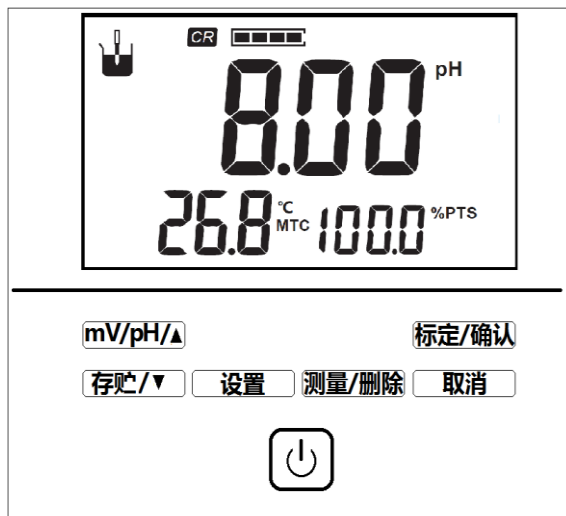 CR
pH
8.00
26.8 ℃ MTC 100.0 %PTS
mV/pH/▲ 标定/确认
存贮/▼ 设置 测量/删除 取消